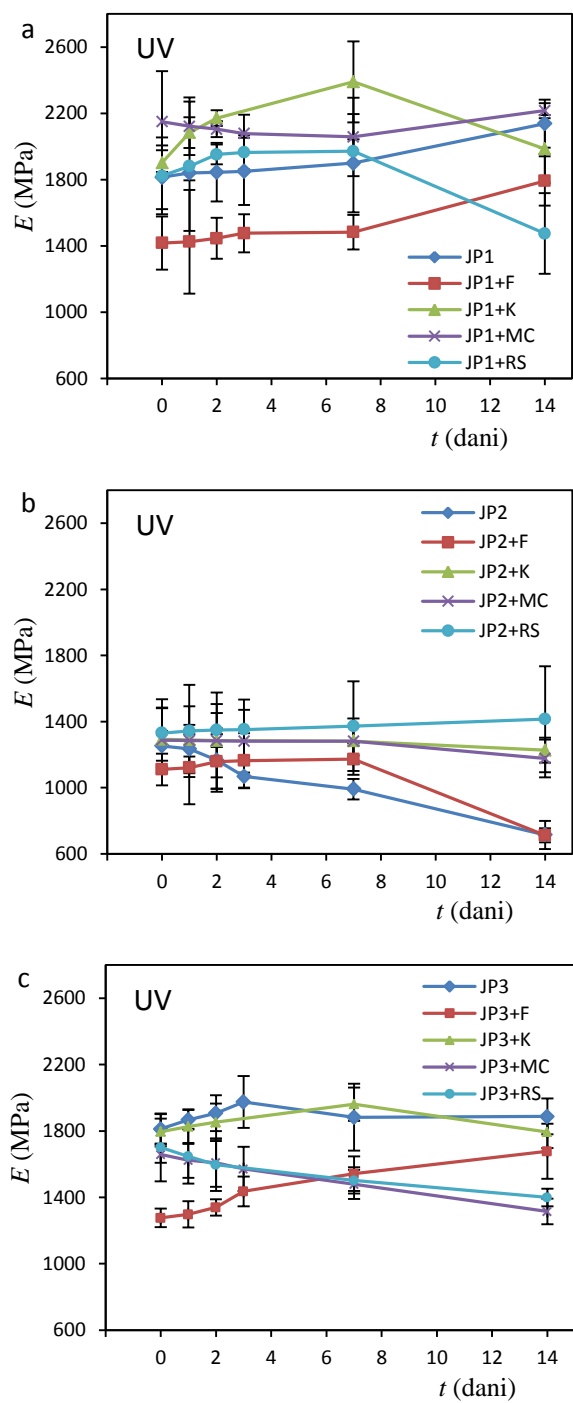 a
UV
2600
2200
1800
1400
1000
600
E (MPa)
JP1
JP1+F
JP1+K
JP1+MC
JP1+RS
0 2 4 6 8 10 12 14
t (dani)
b
UV
2600
2200
1800
1400
1000
600
E (MPa)
JP2
JP2+F
JP2+K
JP2+MC
JP2+RS
0 2 4 6 8 10 12 14
t (dani)
c
UV
2600
2200
1800
1400
1000
600
E (MPa)
JP3
JP3+F
JP3+K
JP3+MC
JP3+RS
0 2 4 6 8 10 12 14
t (dani)